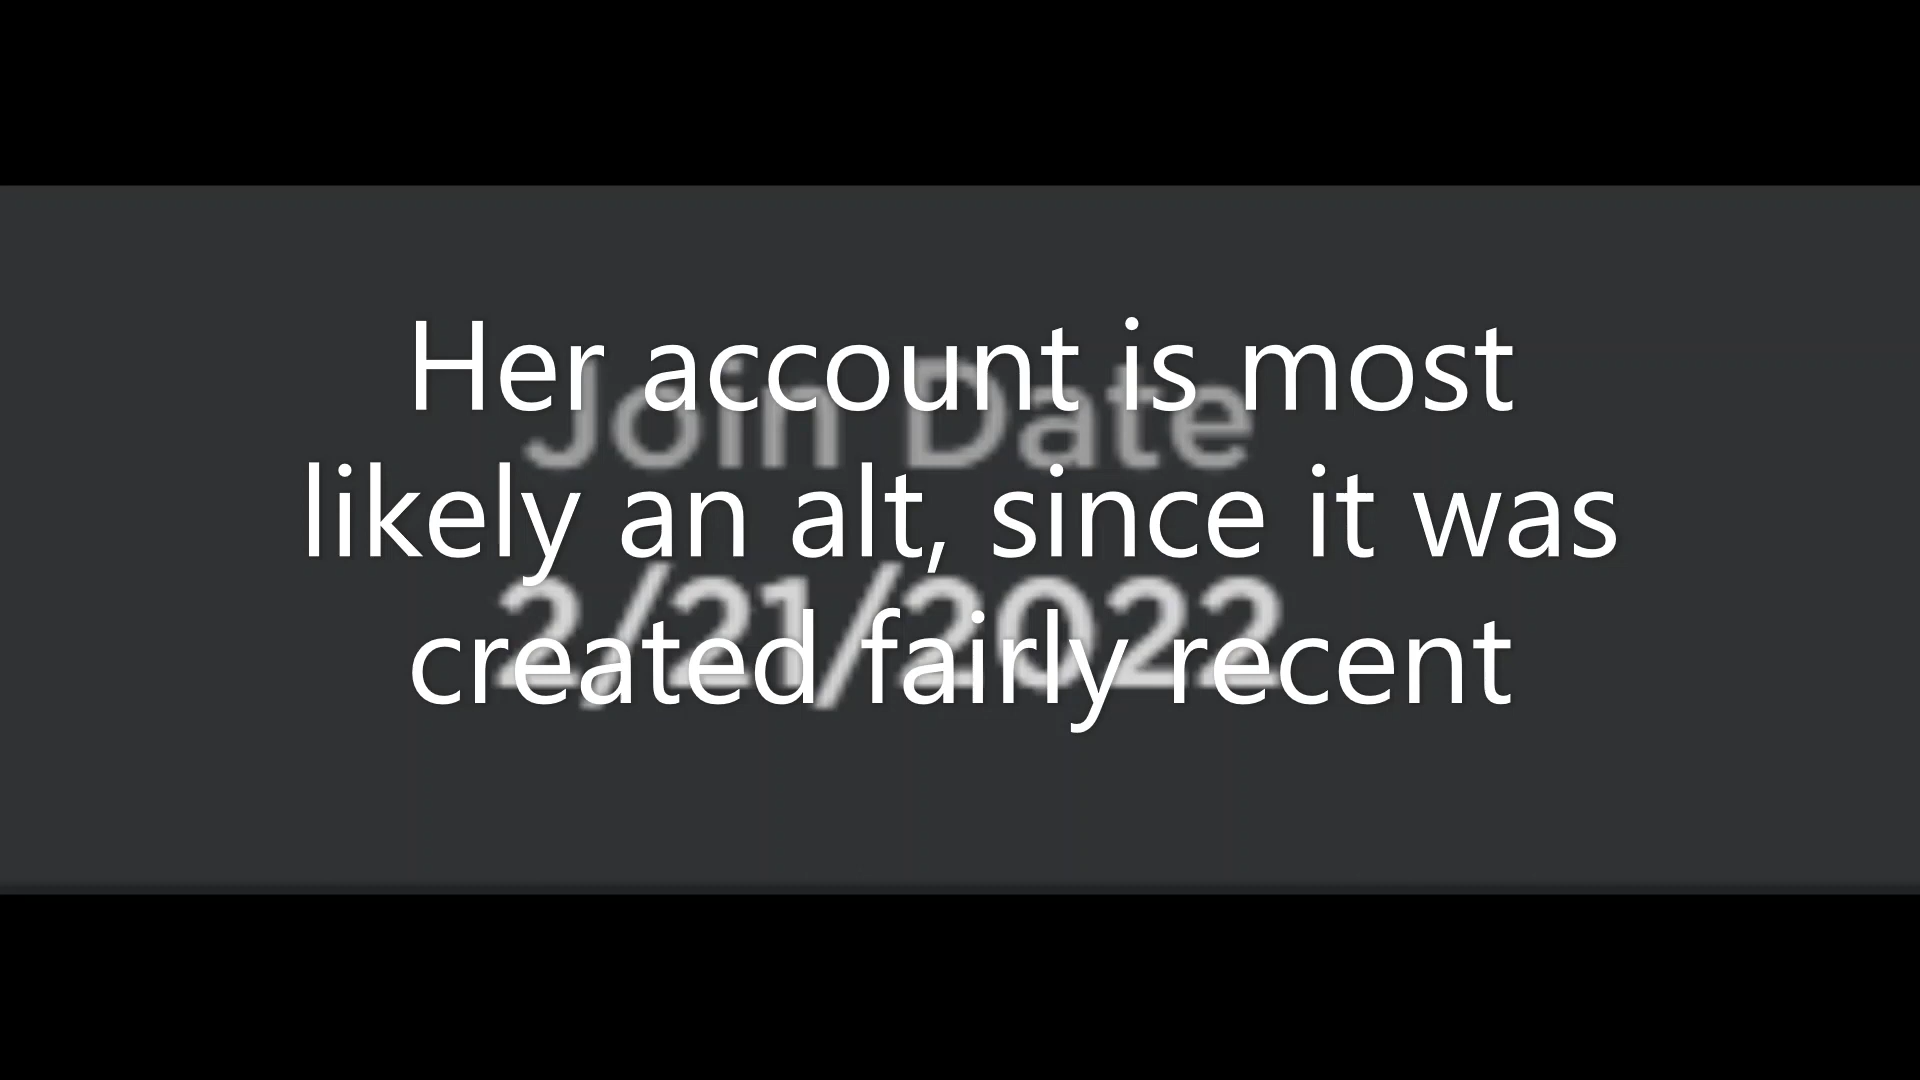 Her account is most
Join Date
likely an alt, since it was
2/21/2022
created fairly recent